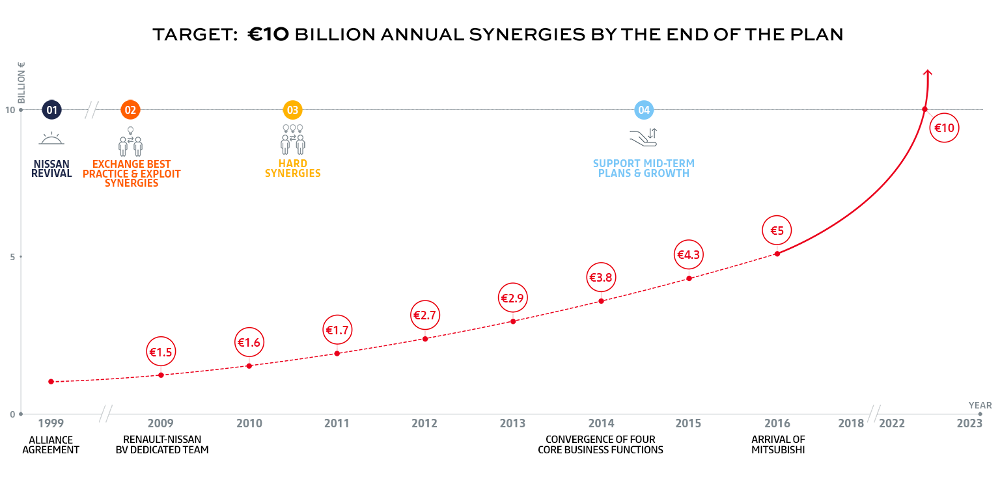 TARGET: €10 BILLION ANNUAL SYNERGIES BY THE END OF THE PLAN
BILLION €
10
01
02
03
04
€10
NISSAN
REVIVAL
EXCHANGE BEST
PRACTICE & EXPLOIT
SYNERGIES
HARD
SYNERGIES
SUPPORT MID-TERM
PLANS & GROWTH
5
€1.5
€1.6
€1.7
€2.7
€2.9
€3.8
€4.3
€5
0
YEAR
1999
2009
2010
2011
2012
2013
2014
2015
2016
2018
2022
2023
ALLIANCE
AGREEMENT
RENAULT-NISSAN
BV DEDICATED TEAM
CONVERGENCE OF FOUR
CORE BUSINESS FUNCTIONS
ARRIVAL OF
MITSUBISHI